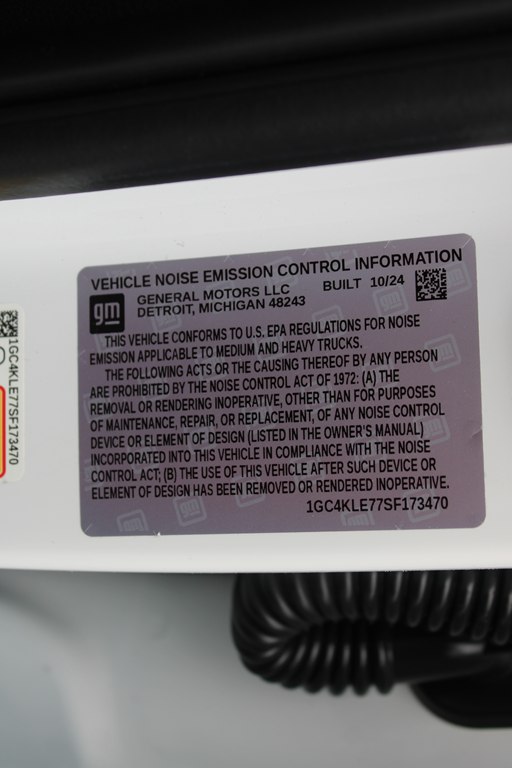 VEHICLE NOISE EMISSION CONTROL INFORMATION
gm
GENERAL MOTORS LLC BUILT 10/24
DETROIT, MICHIGAN 48243
THIS VEHICLE CONFORMS TO U.S. EPA REGULATIONS FOR NOISE
EMISSION APPLICABLE TO MEDIUM AND HEAVY TRUCKS.
THE FOLLOWING ACTS OR THE CAUSING THEREOF BY ANY PERSON
ARE PROHIBITED BY THE NOISE CONTROL ACT OF 1972: (A) THE
REMOVAL OR RENDERING INOPERATIVE, OTHER THAN FOR PURPOSES
OF MAINTENANCE, REPAIR, OR REPLACEMENT, OF ANY NOISE CONTROL
DEVICE OR ELEMENT OF DESIGN (LISTED IN THE OWNER'S MANUAL)
INCORPORATED INTO THIS VEHICLE IN COMPLIANCE WITH THE NOISE
CONTROL ACT; (B) THE USE OF THIS VEHICLE AFTER SUCH DEVICE OR
ELEMENT OF DESIGN HAS BEEN REMOVED OR RENDERED INOPERATIVE.
1GC4KLE77SF173470
1GC4KLE77SF173470